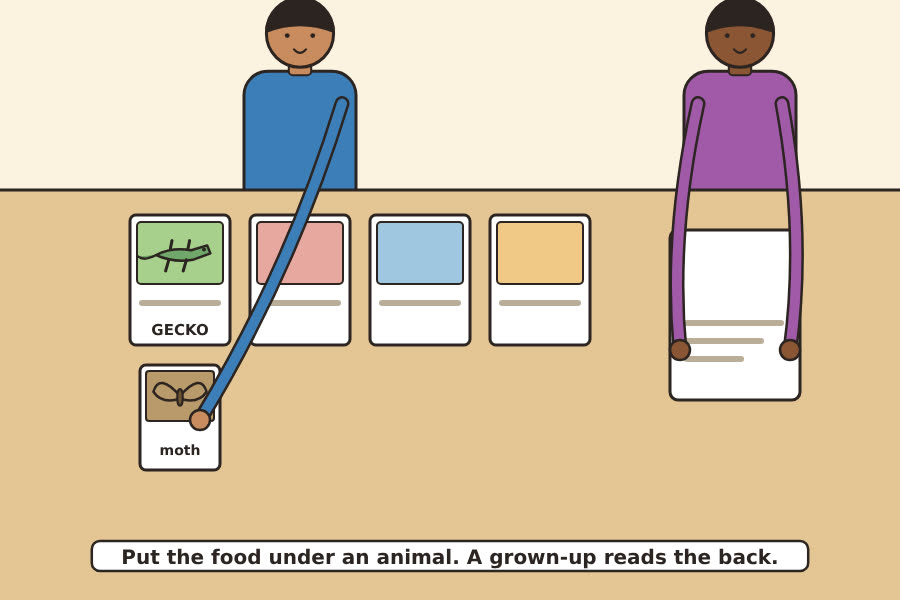 GECKO
moth
Put the food under an animal. A grown-up reads the back.